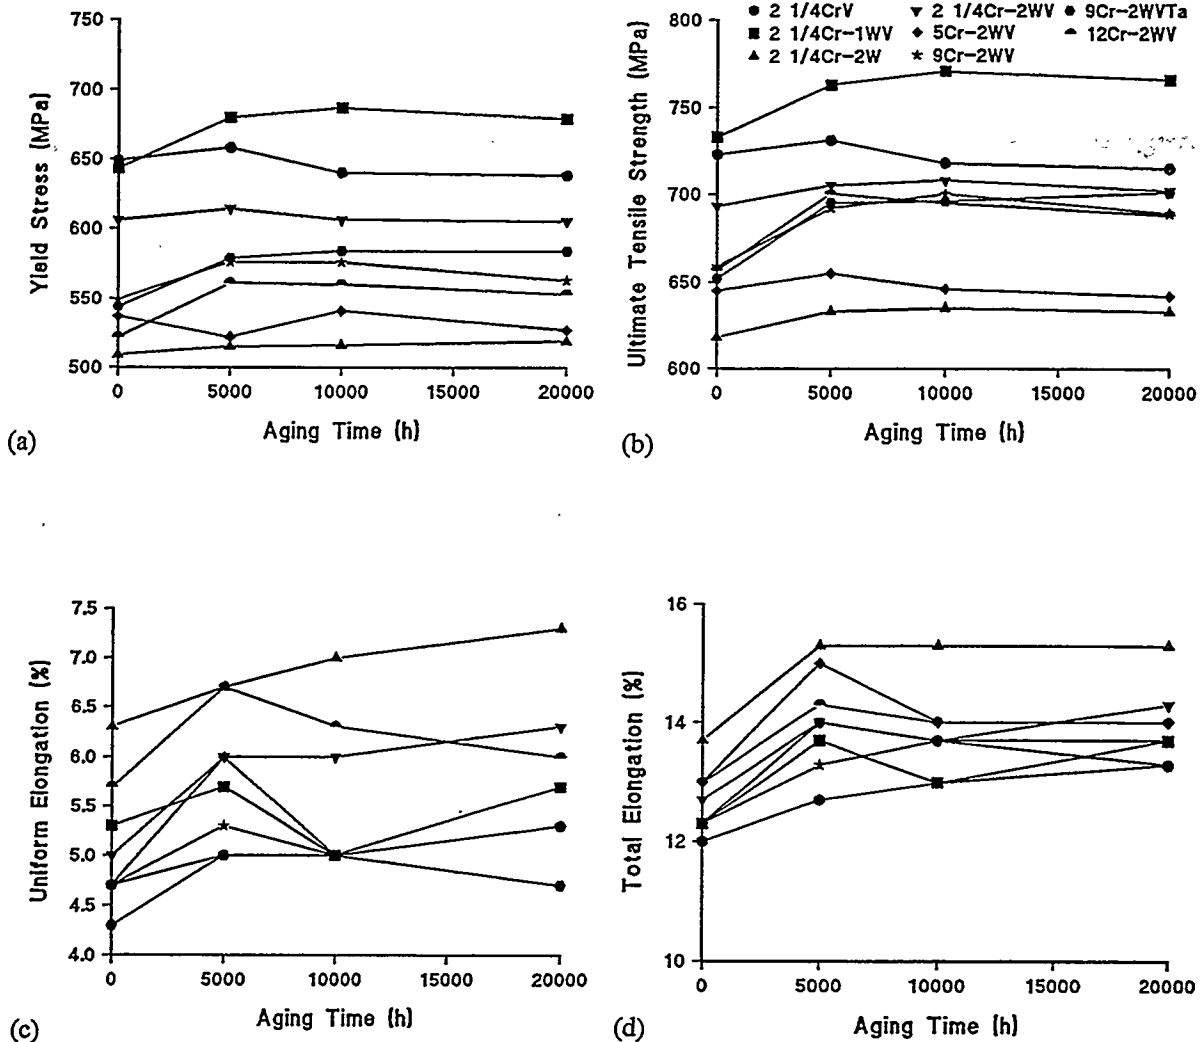 750
700
650
600
550
500
Yield Stress (MPa)
0 5000 10000 15000 20000
Aging Time (h)
(a)
2 1/4CrV 2 1/4Cr-2WV 9Cr-2WVTa
2 1/4Cr-1WV 5Cr-2WV 12Cr-2WV
2 1/4Cr-2W 9Cr-2WV
800
750
700
650
600
Ultimate Tensile Strength (MPa)
0 5000 10000 15000 20000
Aging Time (h)
(b)
7.5
7.0
6.5
6.0
5.5
5.0
4.5
4.0
Uniform Elongation (%)
0 5000 10000 15000 20000
Aging Time (h)
(c)
16
14
12
10
Total Elongation (%)
0 5000 10000 15000 20000
Aging Time (h)
(d)